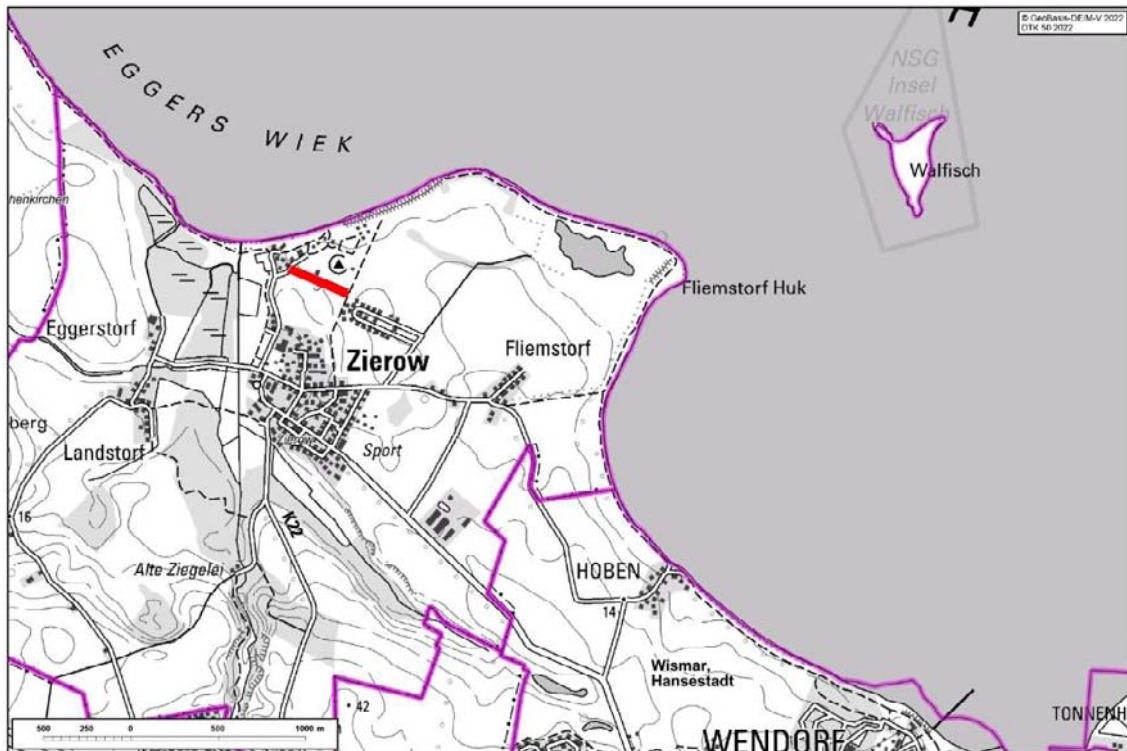 © GeoBasis-DE/M-V 2022
DTK 50 2022
EGGERS WIEK
NSG
Insel
Walfisch
Walfisch
henkirchen
Fliemstorf Huk
Eggerstorf
Zierow
Fliemstorf
berg
Landstorf
Zierow
Sport
16
K22
Alte Ziegelei
HOBEN
14
Wismar,
Hansestadt
42
TONNENH
WENDORF
500 250 0 500 1000 m